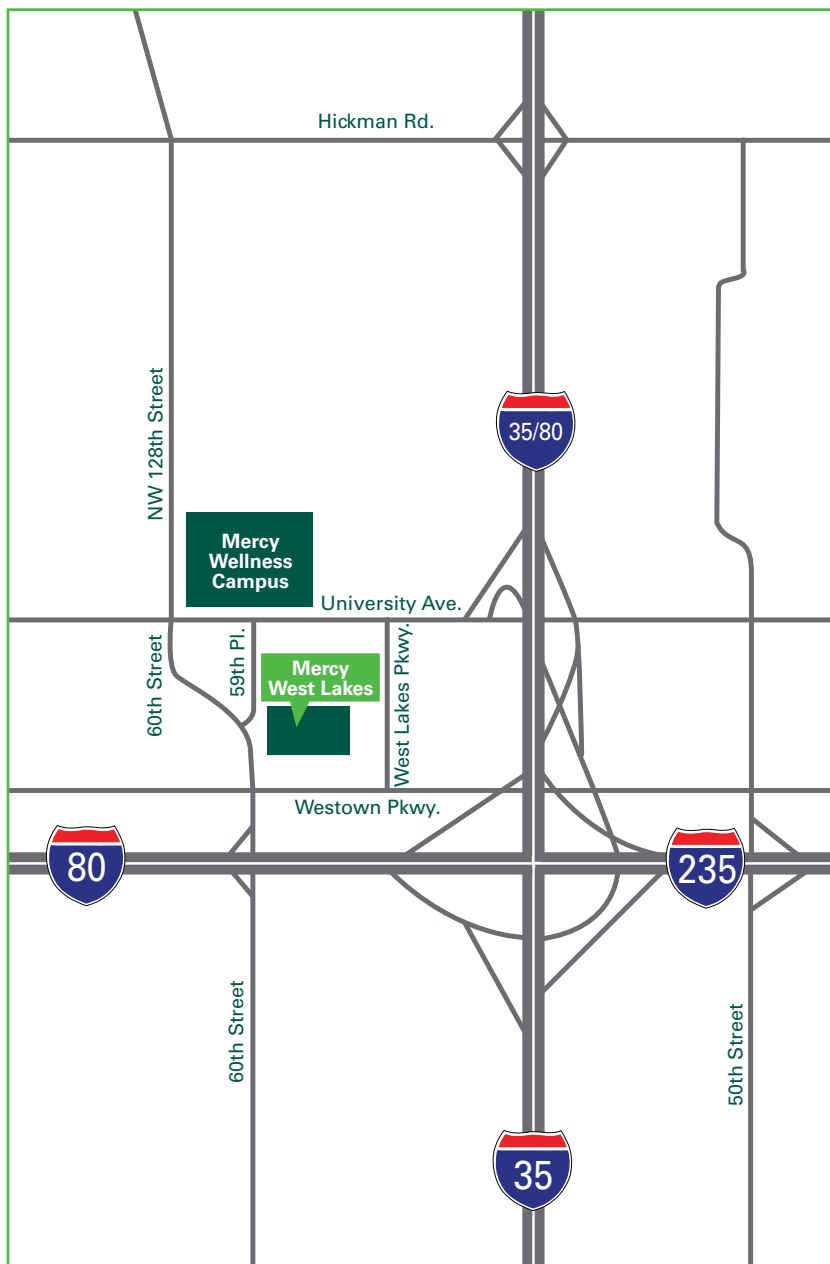 Hickman Rd.
NW 128th Street
35/80
Mercy
Wellness
Campus
University Ave.
60th Street
59th Pl.
Mercy
West Lakes
West Lakes Pkwy.
Westown Pkwy.
80
235
60th Street
50th Street
35